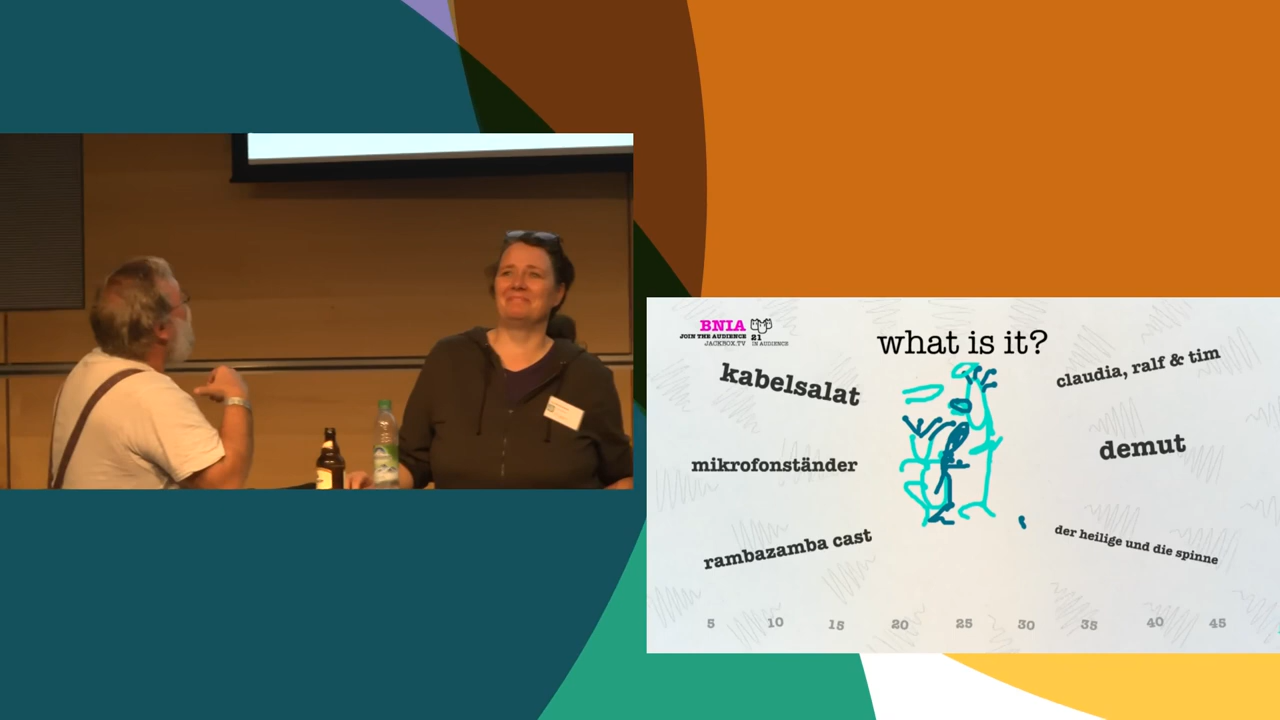 BNIA
JOIN THE AUDIENCE
JACKBOX.TV
21
IN AUDIENCE
what is it?
kabelsalat
claudia, ralf & tim
mikrofonständer
demut
rambazamba cast
der heilige und die spinne
5 10 15 20 25 30 35 40 45